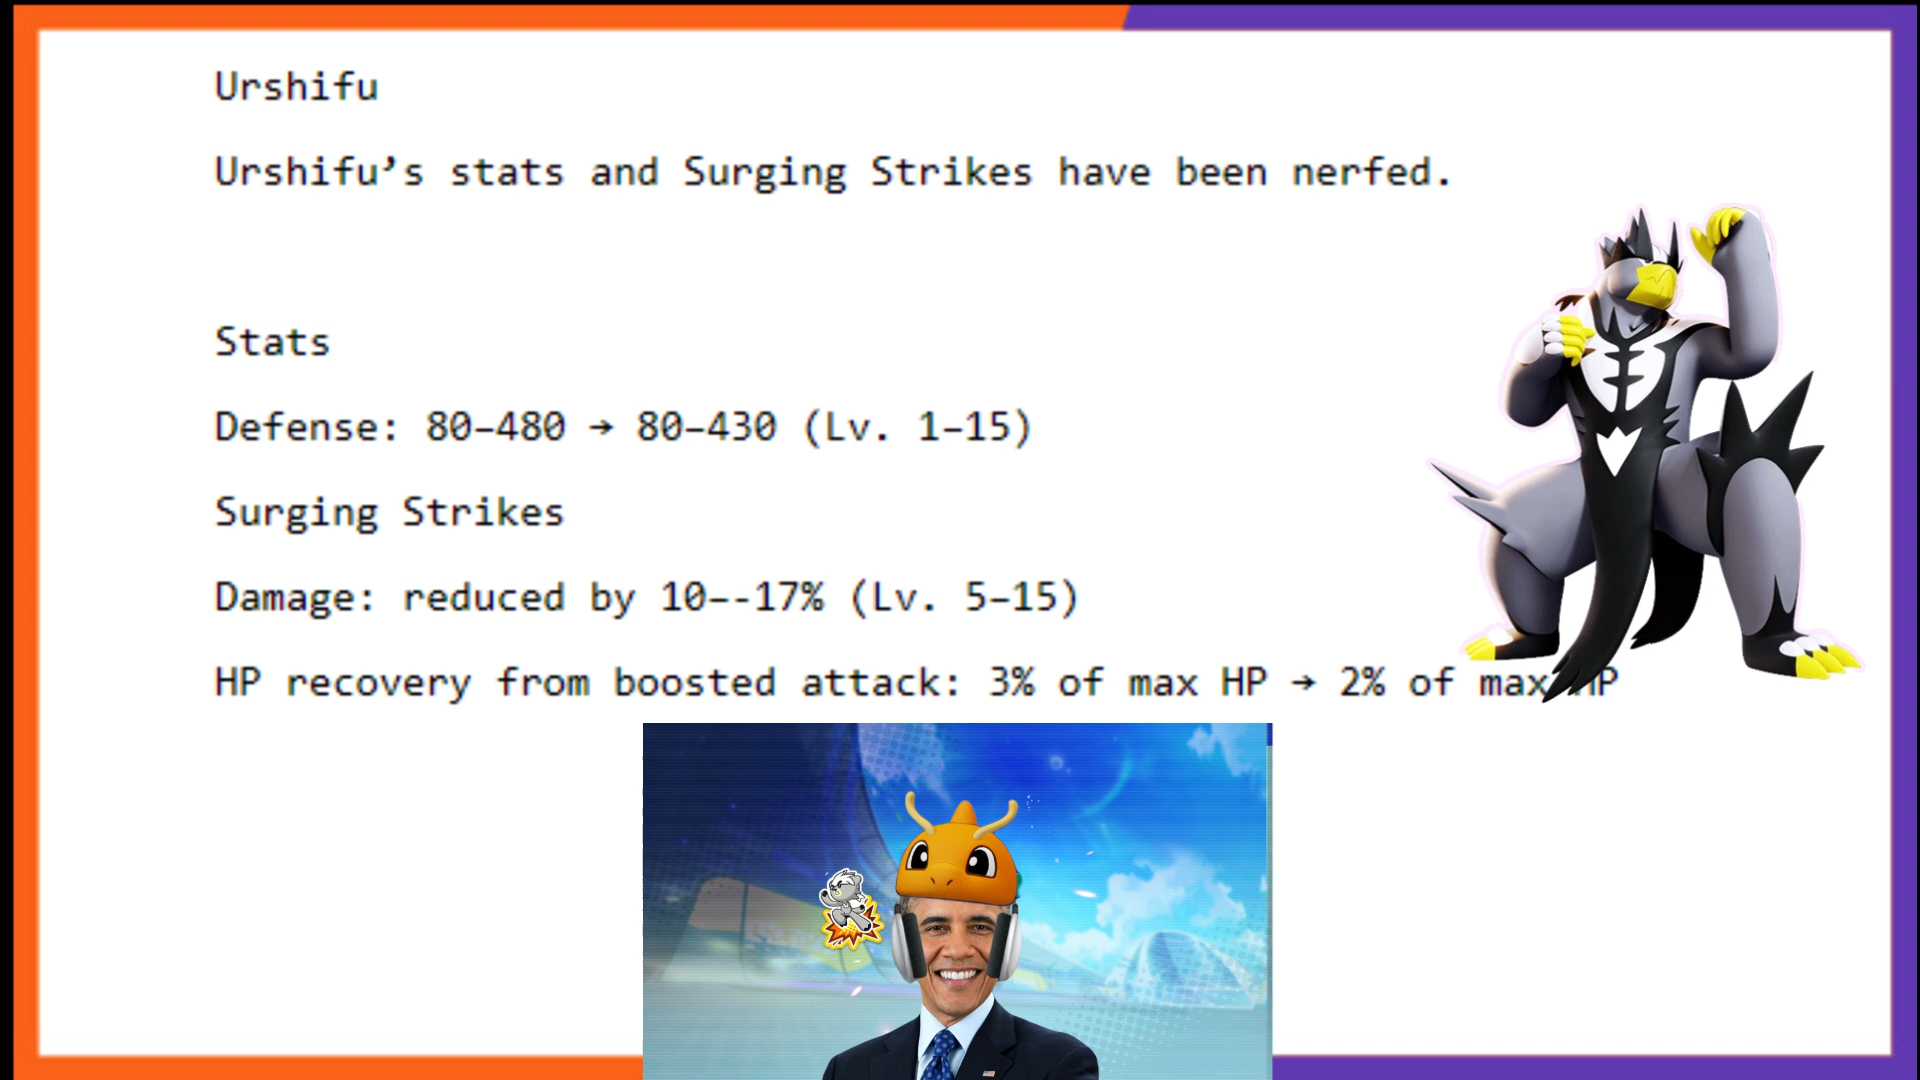 Urshifu
Urshifu’s stats and Surging Strikes have been nerfed.
Stats
Defense: 80–480 → 80–430 (Lv. 1–15)
Surging Strikes
Damage: reduced by 10–-17% (Lv. 5–15)
HP recovery from boosted attack: 3% of max HP → 2% of max HP